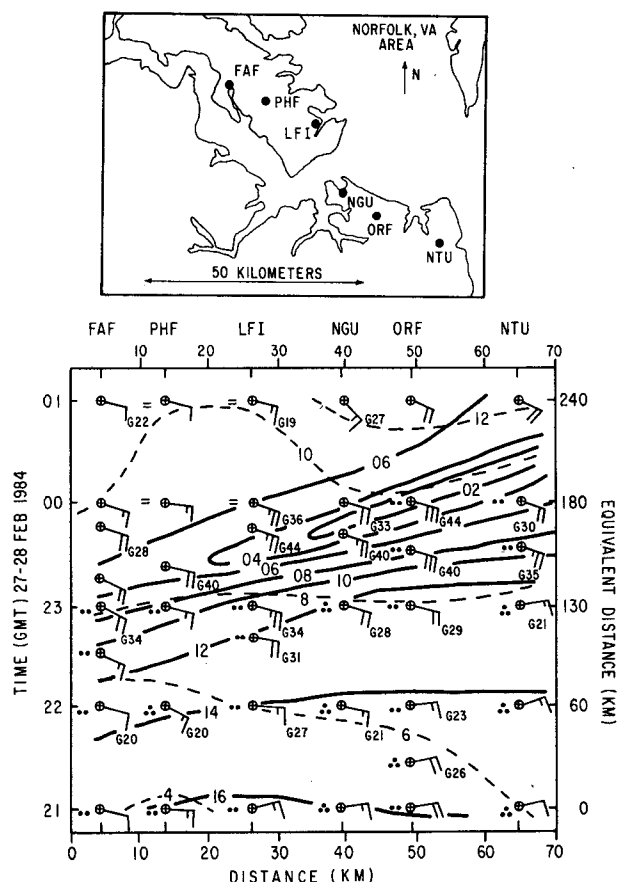 NORFOLK, VA
AREA
N
FAF
PHF
LFI
NGU
ORF
NTU
50 KILOMETERS
FAF PHF LFI NGU ORF NTU
10 20 30 40 50 60 70
01 240
G22 = = G19 G27 12
10 06
00 = = 02 180
G36 G33 G44 G30
G28 G44 G40
04
06 G40 G35
G40 08
10
23 8 130
G34 G34 G28 G29 G21
12 G31
22 14 60
G20 G20 G27 G21 G23
6
G26
4 16
21 0
0 10 20 30 40 50 60 70
DISTANCE (KM)
TIME (GMT) 27-28 FEB 1984
EQUIVALENT DISTANCE (KM)